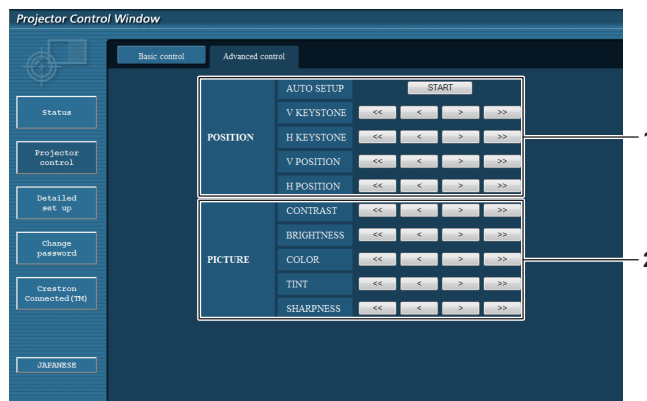 Projector Control Window
Basic control
Advanced control
Status
Projector
control
Detailed
set up
Change
password
Crestron
Connected(TM)
JAPANESE
POSITION
AUTO SETUP START
V KEYSTONE << < > >>
H KEYSTONE << < > >>
V POSITION << < > >>
H POSITION << < > >>
1
PICTURE
CONTRAST << < > >>
BRIGHTNESS << < > >>
COLOR << < > >>
TINT << < > >>
SHARPNESS << < > >>
2